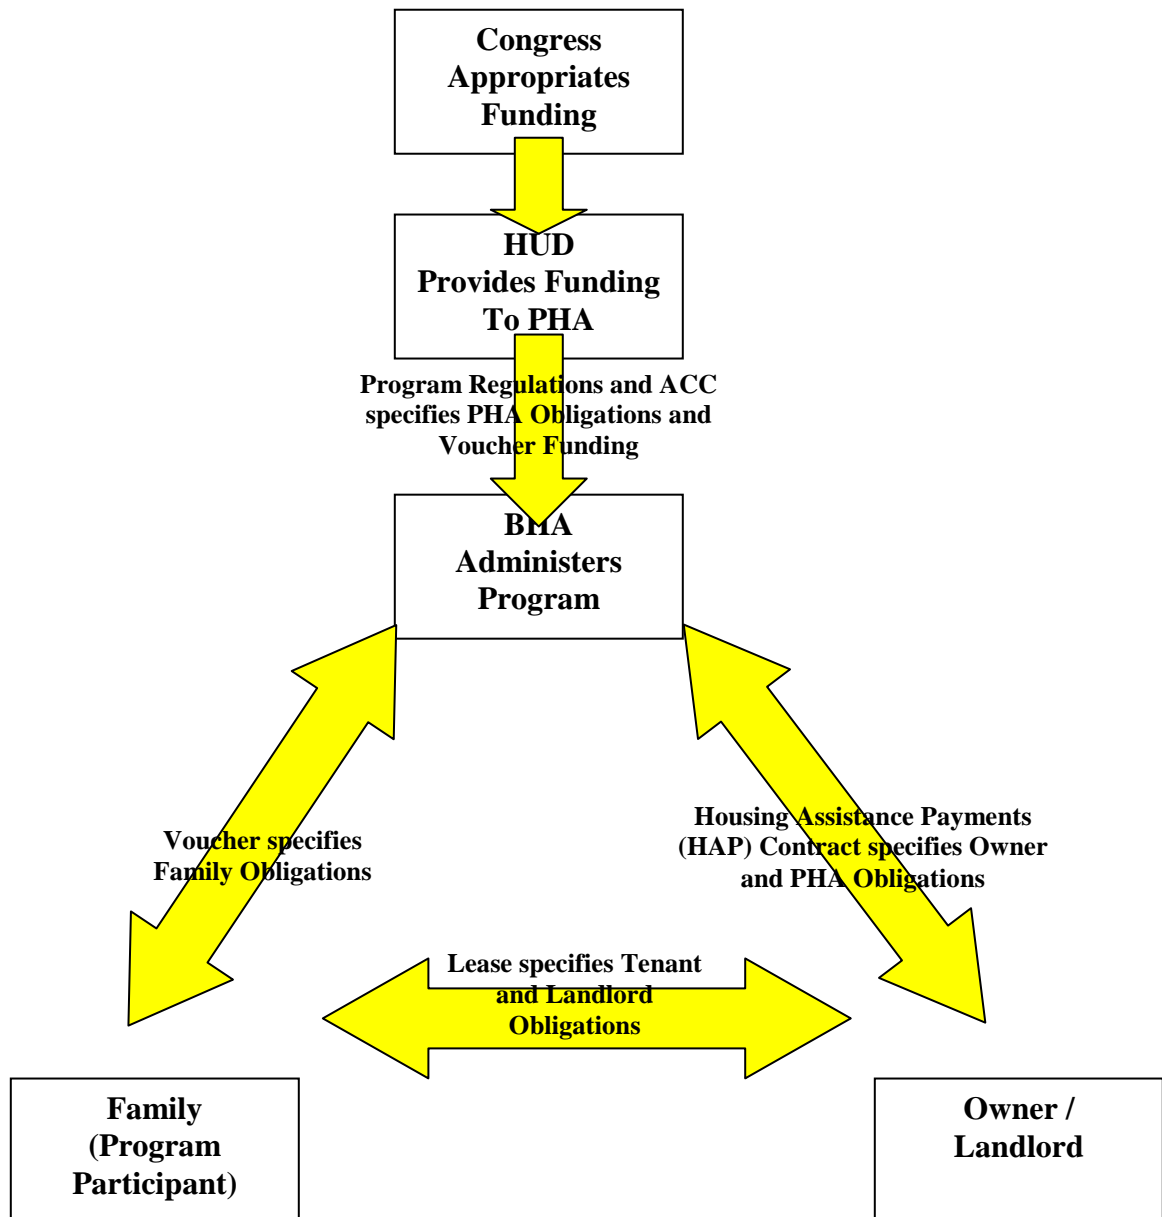 Congress
Appropriates
Funding
HUD
Provides Funding
To PHA
Program Regulations and ACC
specifies PHA Obligations and
Voucher Funding
BHA
Administers
Program
Voucher specifies
Family Obligations
Housing Assistance Payments
(HAP) Contract specifies Owner
and PHA Obligations
Lease specifies Tenant
and Landlord
Obligations
Family
(Program
Participant)
Owner /
Landlord